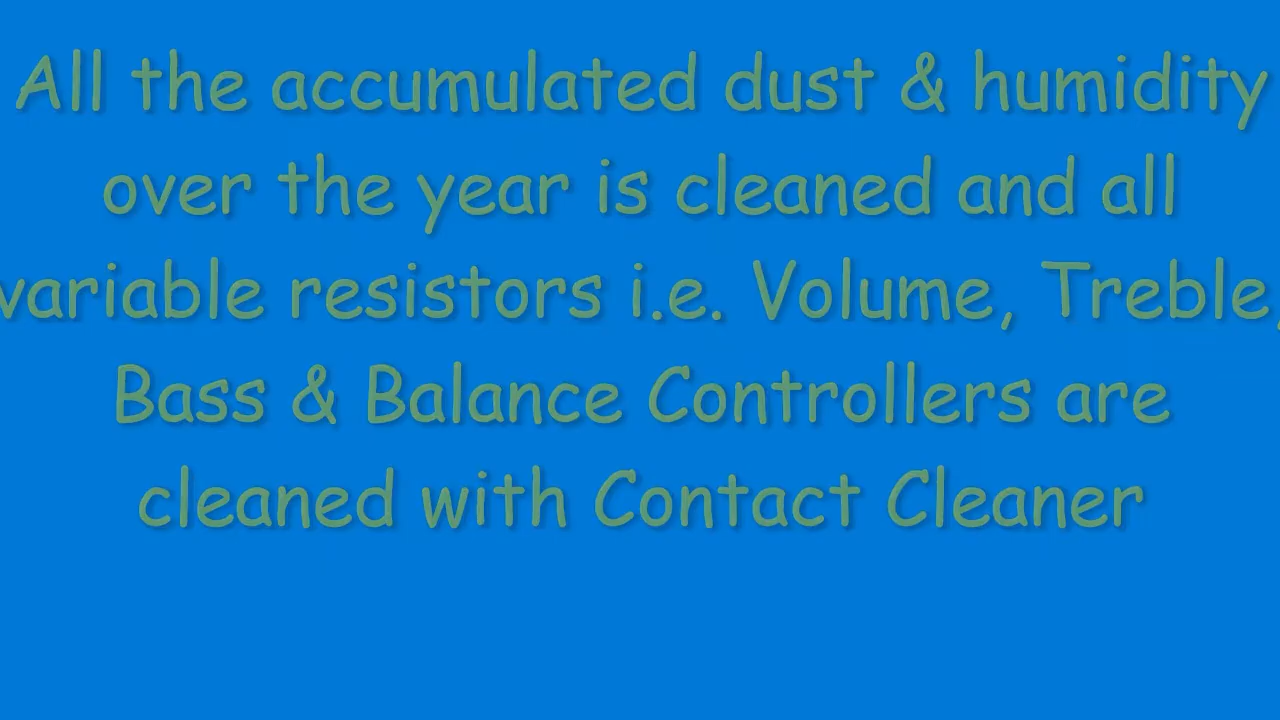 All the accumulated dust & humidity
over the year is cleaned and all
variable resistors i.e. Volume, Treble,
Bass & Balance Controllers are
cleaned with Contact Cleaner